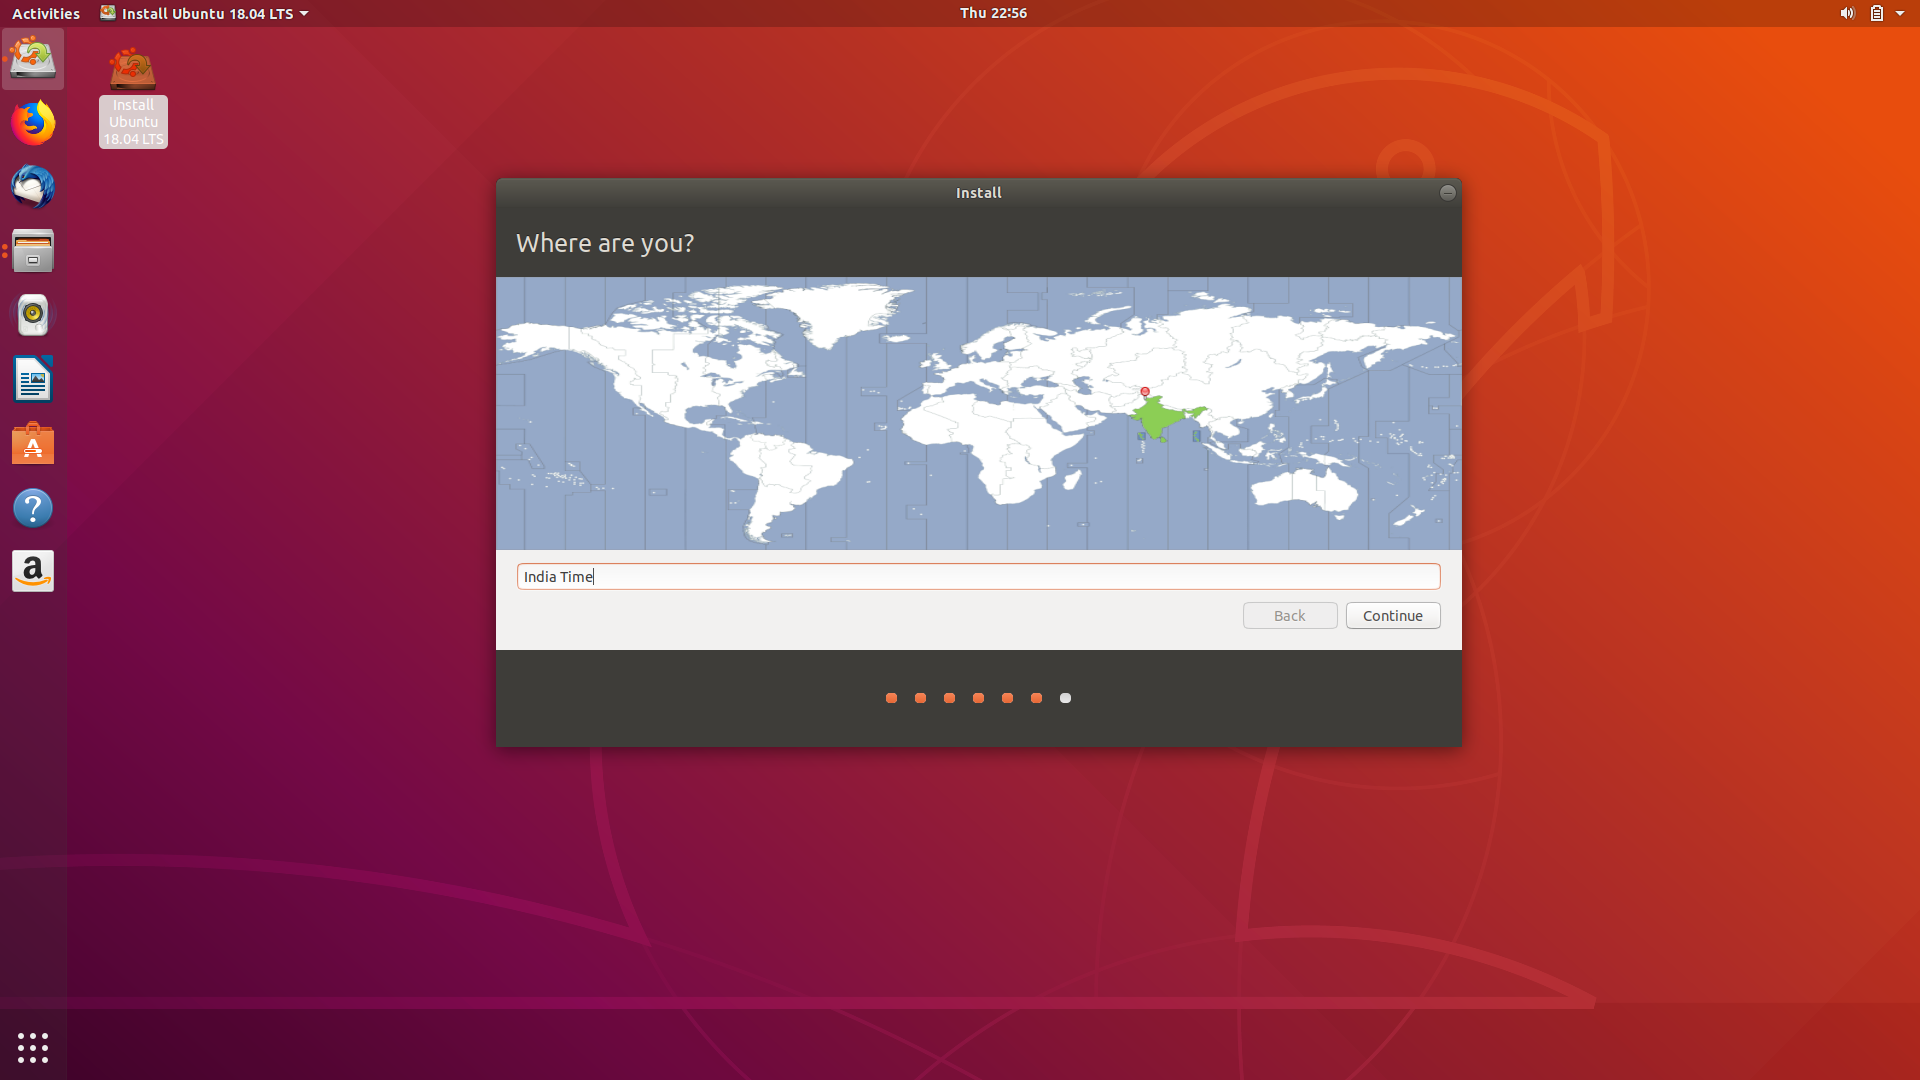 Activities
Install Ubuntu 18.04 LTS
Thu 22:56
Install
Ubuntu
18.04 LTS
Install
Where are you?
India Time
Back
Continue